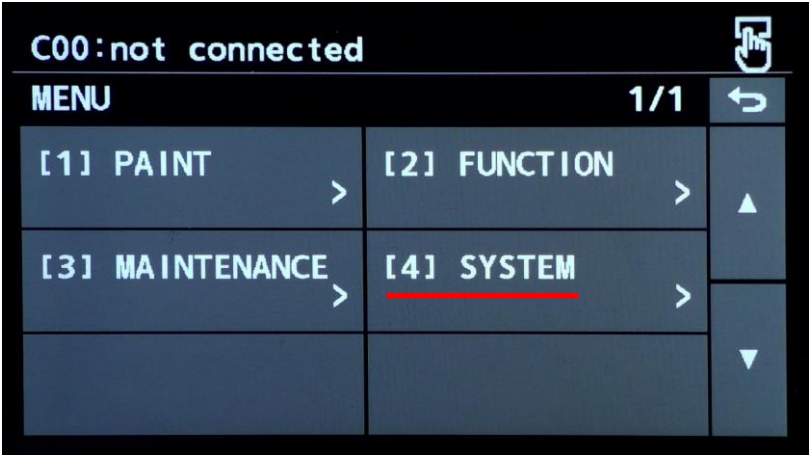 C00:not connected
MENU 1/1
[1] PAINT >
[2] FUNCTION >
[3] MAINTENANCE >
[4] SYSTEM >